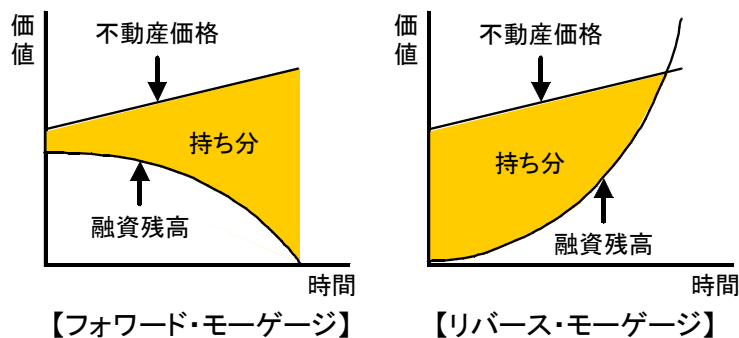 価
値
不動産価格
持ち分
融資残高
時間
【フォワード・モーゲージ】
価
値
不動産価格
持ち分
融資残高
時間
【リバース・モーゲージ】